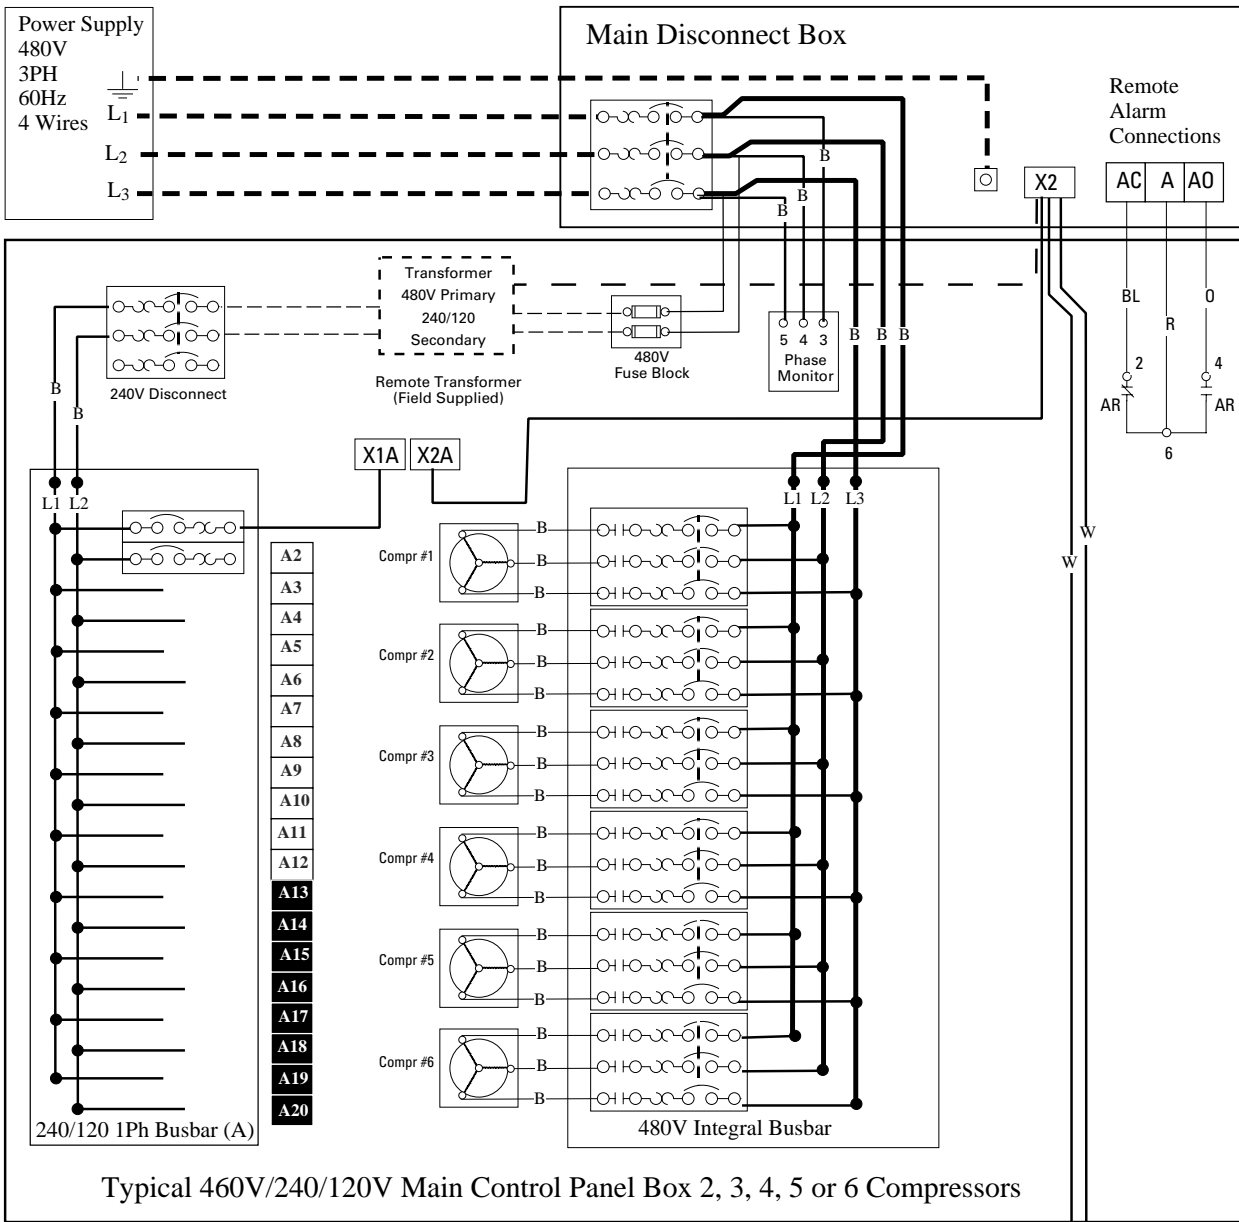 Power Supply
480V
3PH
60Hz
4 Wires
L1
L2
L3
Main Disconnect Box
Remote
Alarm
Connections
X2
AC A AO
B
B
B
BL
R
O
2
4
AR
AR
6
Transformer
480V Primary
240/120
Secondary
Remote Transformer
(Field Supplied)
480V
Fuse Block
5 4 3
Phase
Monitor
B B B
240V Disconnect
B
B
X1A X2A
L1 L2
L1 L2 L3
W
W
A2
A3
A4
A5
A6
A7
A8
A9
A10
A11
A12
A13
A14
A15
A16
A17
A18
A19
A20
240/120 1Ph Busbar (A)
Compr #1
B
B
B
Compr #2
B
B
B
Compr #3
B
B
B
Compr #4
B
B
B
Compr #5
B
B
B
Compr #6
B
B
B
480V Integral Busbar
Typical 460V/240/120V Main Control Panel Box 2, 3, 4, 5 or 6 Compressors